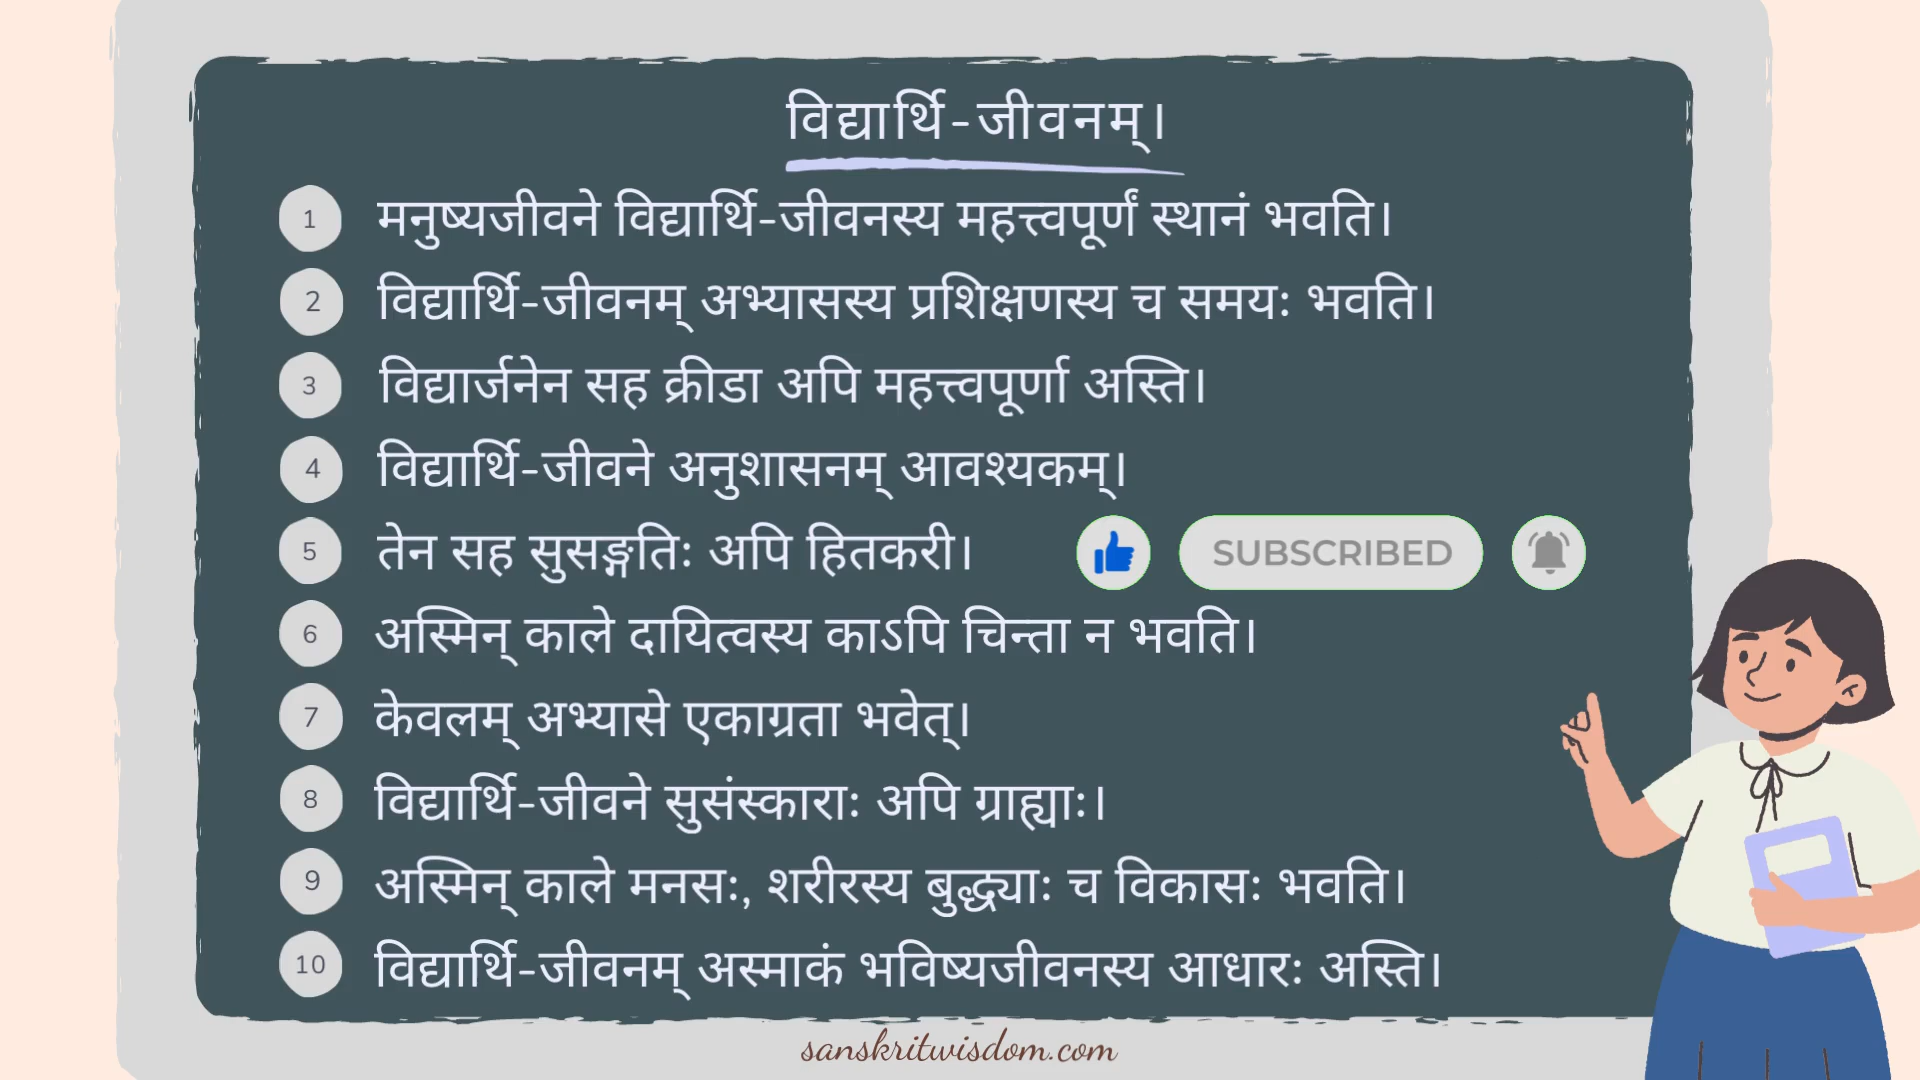 विद्यार्थि-जीवनम्।
1 मनुष्यजीवने विद्यार्थि-जीवनस्य महत्त्वपूर्णं स्थानं भवति।
2 विद्यार्थि-जीवनम् अभ्यासस्य प्रशिक्षणस्य च समयः भवति।
3 विद्यार्जनेन सह क्रीडा अपि महत्त्वपूर्णा अस्ति।
4 विद्यार्थि-जीवने अनुशासनम् आवश्यकम्।
5 तेन सह सुसङ्गतिः अपि हितकरी। SUBSCRIBED
6 अस्मिन् काले दायित्वस्य काऽपि चिन्ता न भवति।
7 केवलम् अभ्यासे एकाग्रता भवेत्।
8 विद्यार्थि-जीवने सुसंस्काराः अपि ग्राह्याः।
9 अस्मिन् काले मनसः, शरीरस्य बुद्ध्याः च विकासः भवति।
10 विद्यार्थि-जीवनम् अस्माकं भविष्यजीवनस्य आधारः अस्ति।
sanskritwisdom.com